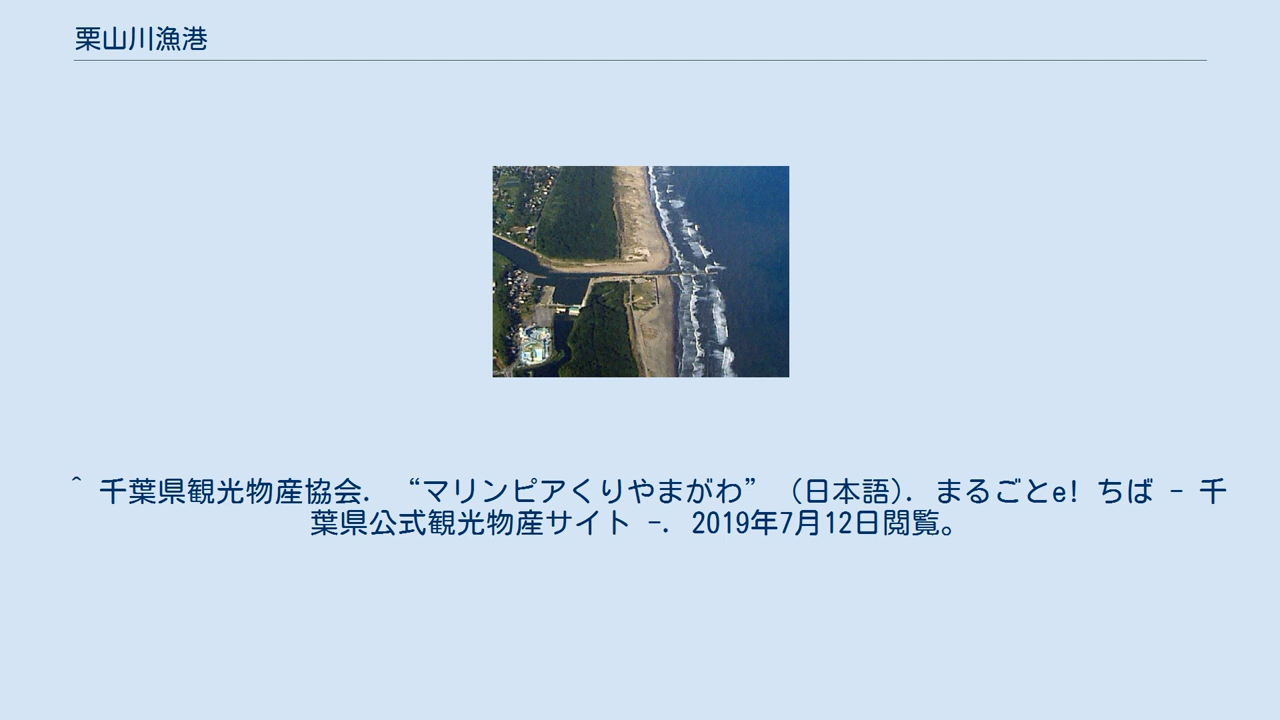 栗山川漁港
^ 千葉県観光物産協会. “マリンピアくりやまがわ” (日本語). まるごとe! ちば - 千
葉県公式観光物産サイト -. 2019年7月12日閲覧。